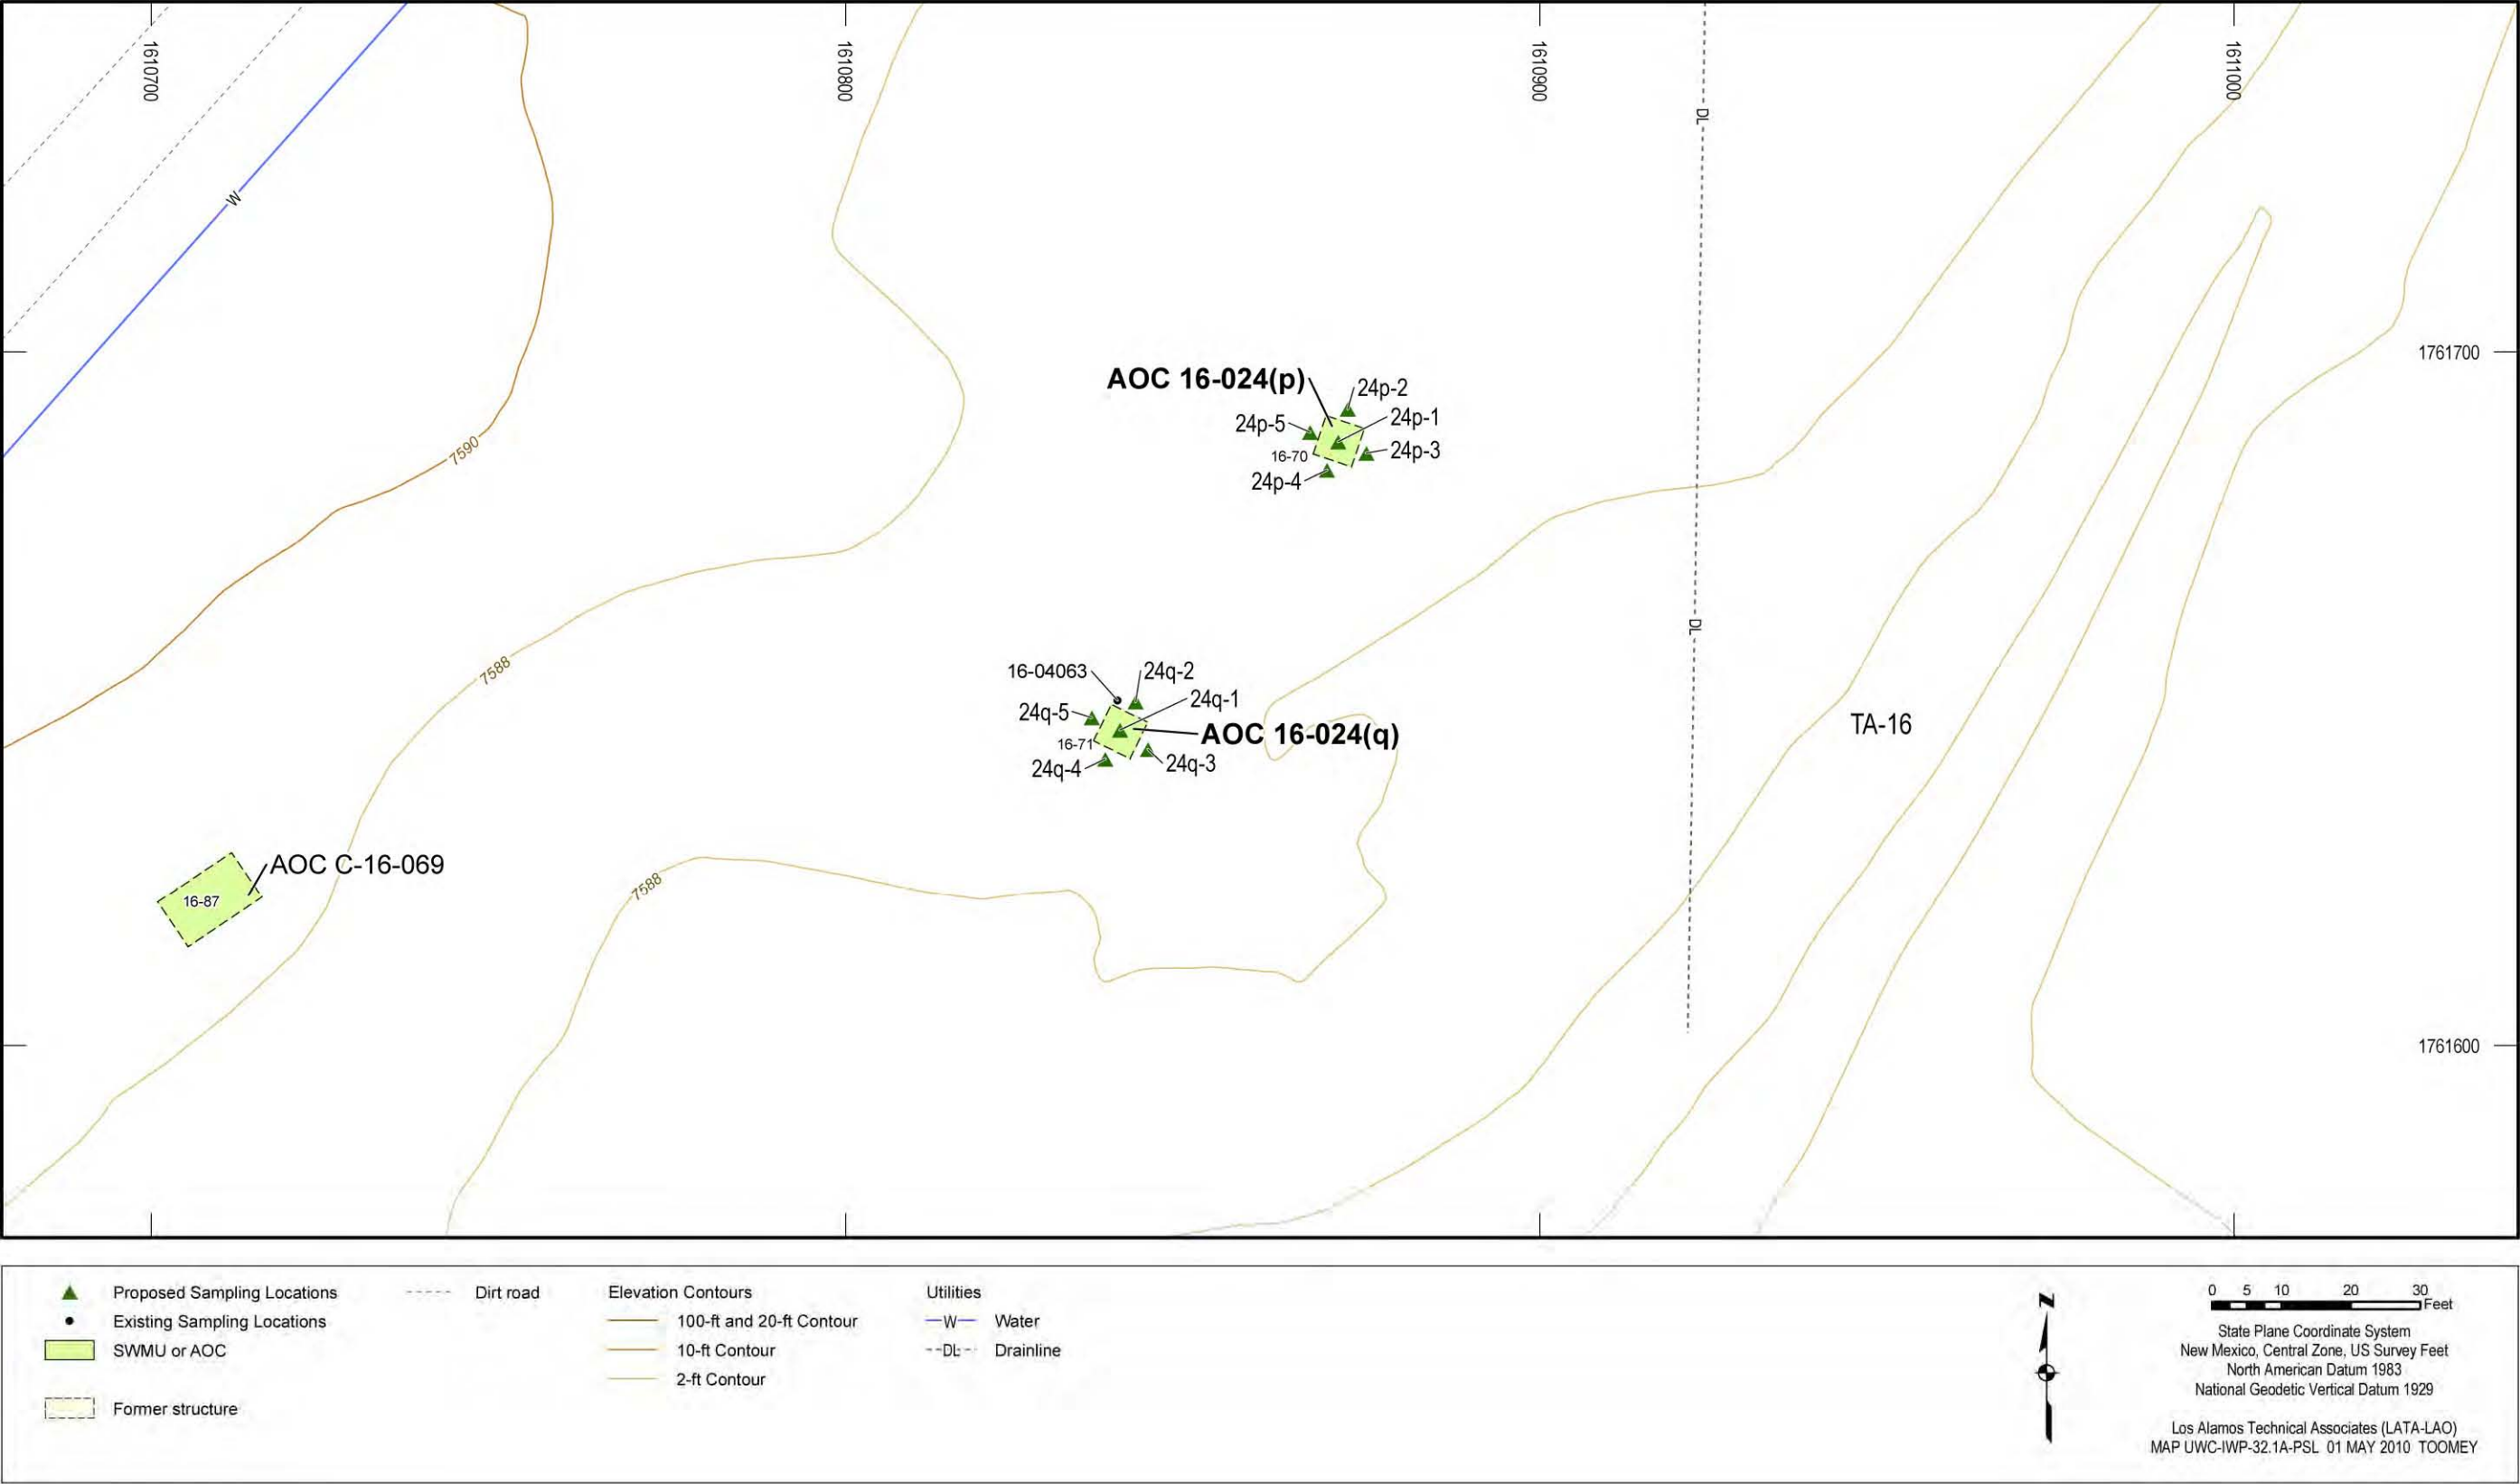 1610700
1610800
1610900
1611000
DL
W
1761700
AOC 16-024(p)
24p-2
24p-1
24p-5
24p-3
16-70
24p-4
7590
DL
7588
16-04063
24q-2
24q-1
24q-5
AOC 16-024(q)
16-71
24q-3
24q-4
TA-16
AOC C-16-069
16-87
7588
1761600
Proposed Sampling Locations
Existing Sampling Locations
SWMU or AOC
Former structure
Dirt road
Elevation Contours
100-ft and 20-ft Contour
10-ft Contour
2-ft Contour
Utilities
W Water
DL Drainline
N
0 5 10 20 30
Feet
State Plane Coordinate System
New Mexico, Central Zone, US Survey Feet
North American Datum 1983
National Geodetic Vertical Datum 1929
Los Alamos Technical Associates (LATA-LAO)
MAP UWC-IWP-32.1A-PSL 01 MAY 2010 TOOMEY